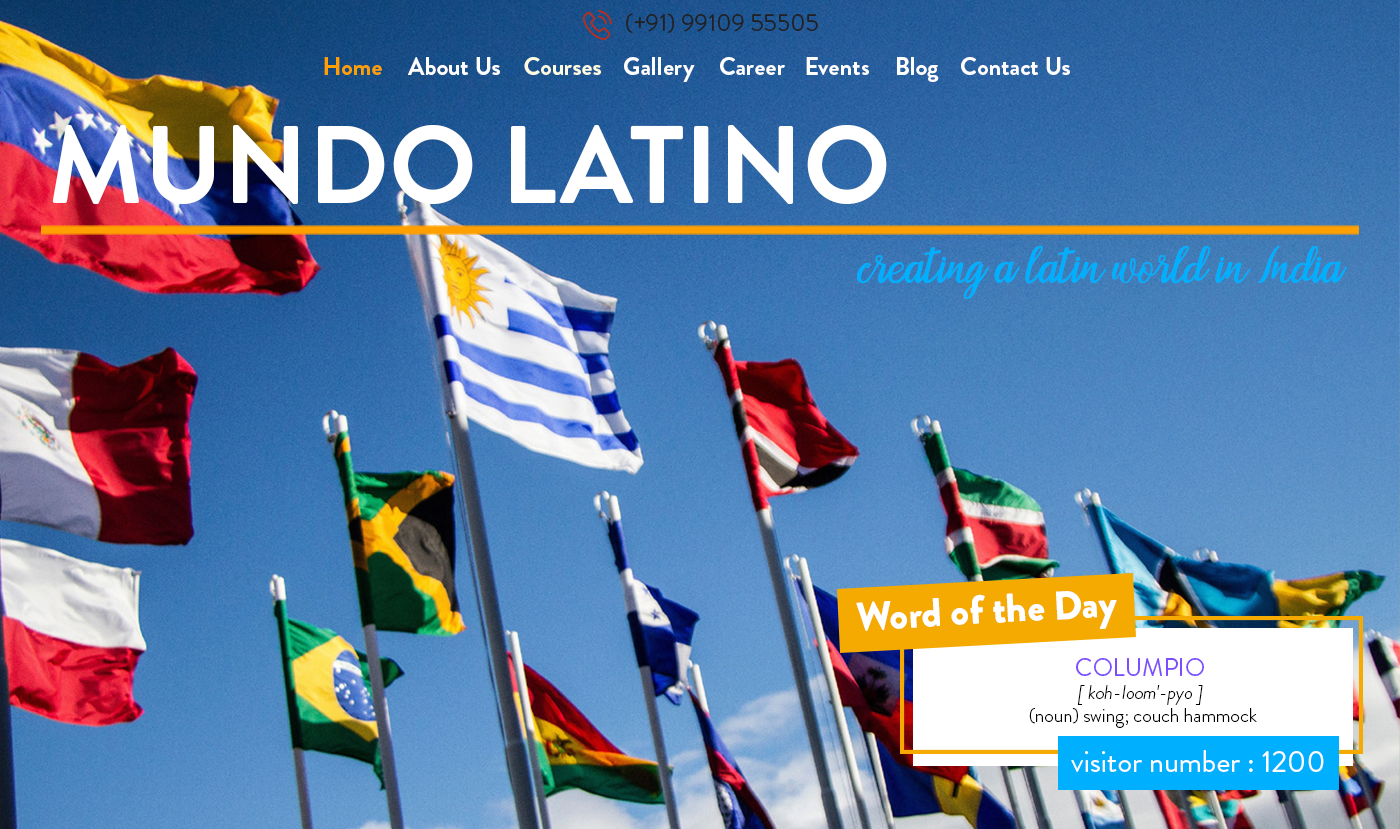 (+91) 99109 55505
Home About Us Courses Gallery Career Events Blog Contact Us
MUNDO LATINO
creating a latin world in India
Word of the Day
COLUMPIO
[ koh-loom'-pyo ]
(noun) swing; couch hammock
visitor number : 1200